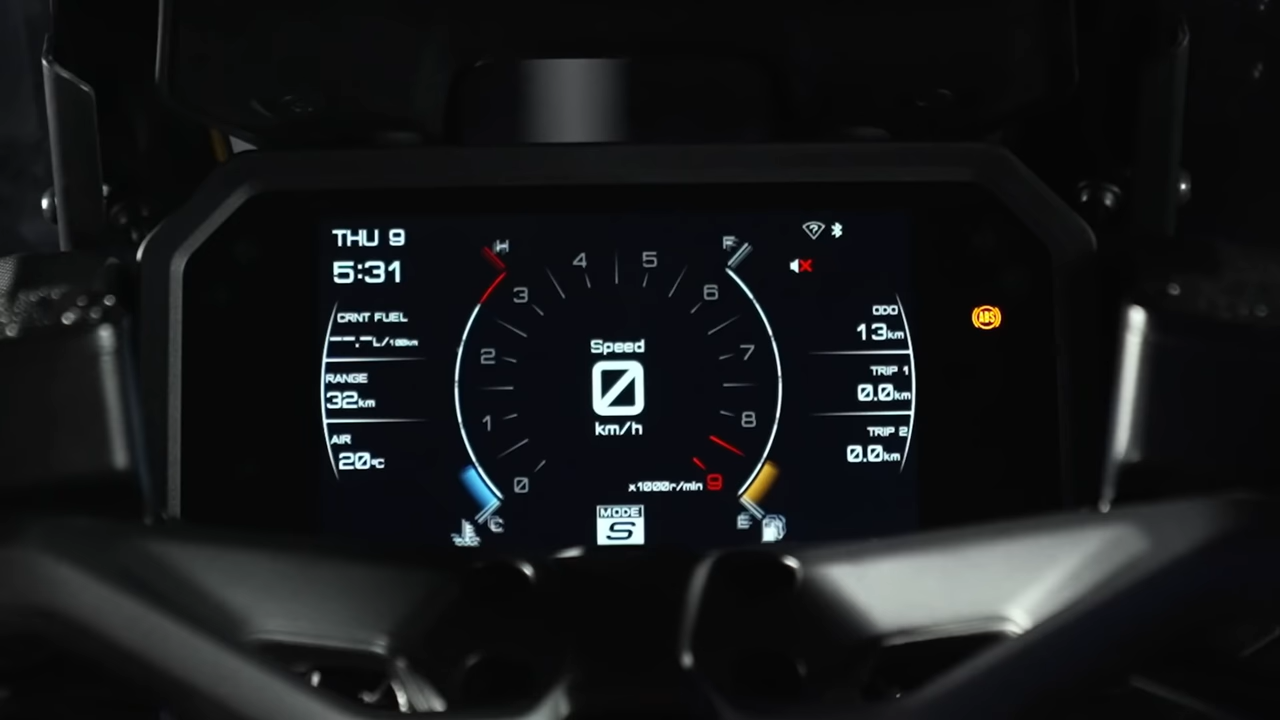 THU 9
5:31
CRNT FUEL
--.-L/100km
RANGE
32km
AIR
20°C
H
C
0
1
2
3
4
5
6
7
8
9
x1000r/min
Speed
0
km/h
MODE
S
F
E
ODO
13km
TRIP 1
0.0km
TRIP 2
0.0km
ABS